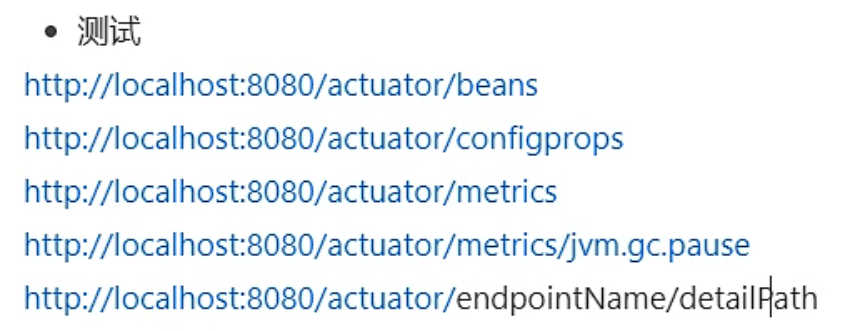 • 测试
http://localhost:8080/actuator/beans
http://localhost:8080/actuator/configprops
http://localhost:8080/actuator/metrics
http://localhost:8080/actuator/metrics/jvm.gc.pause
http://localhost:8080/actuator/endpointName/detailPath